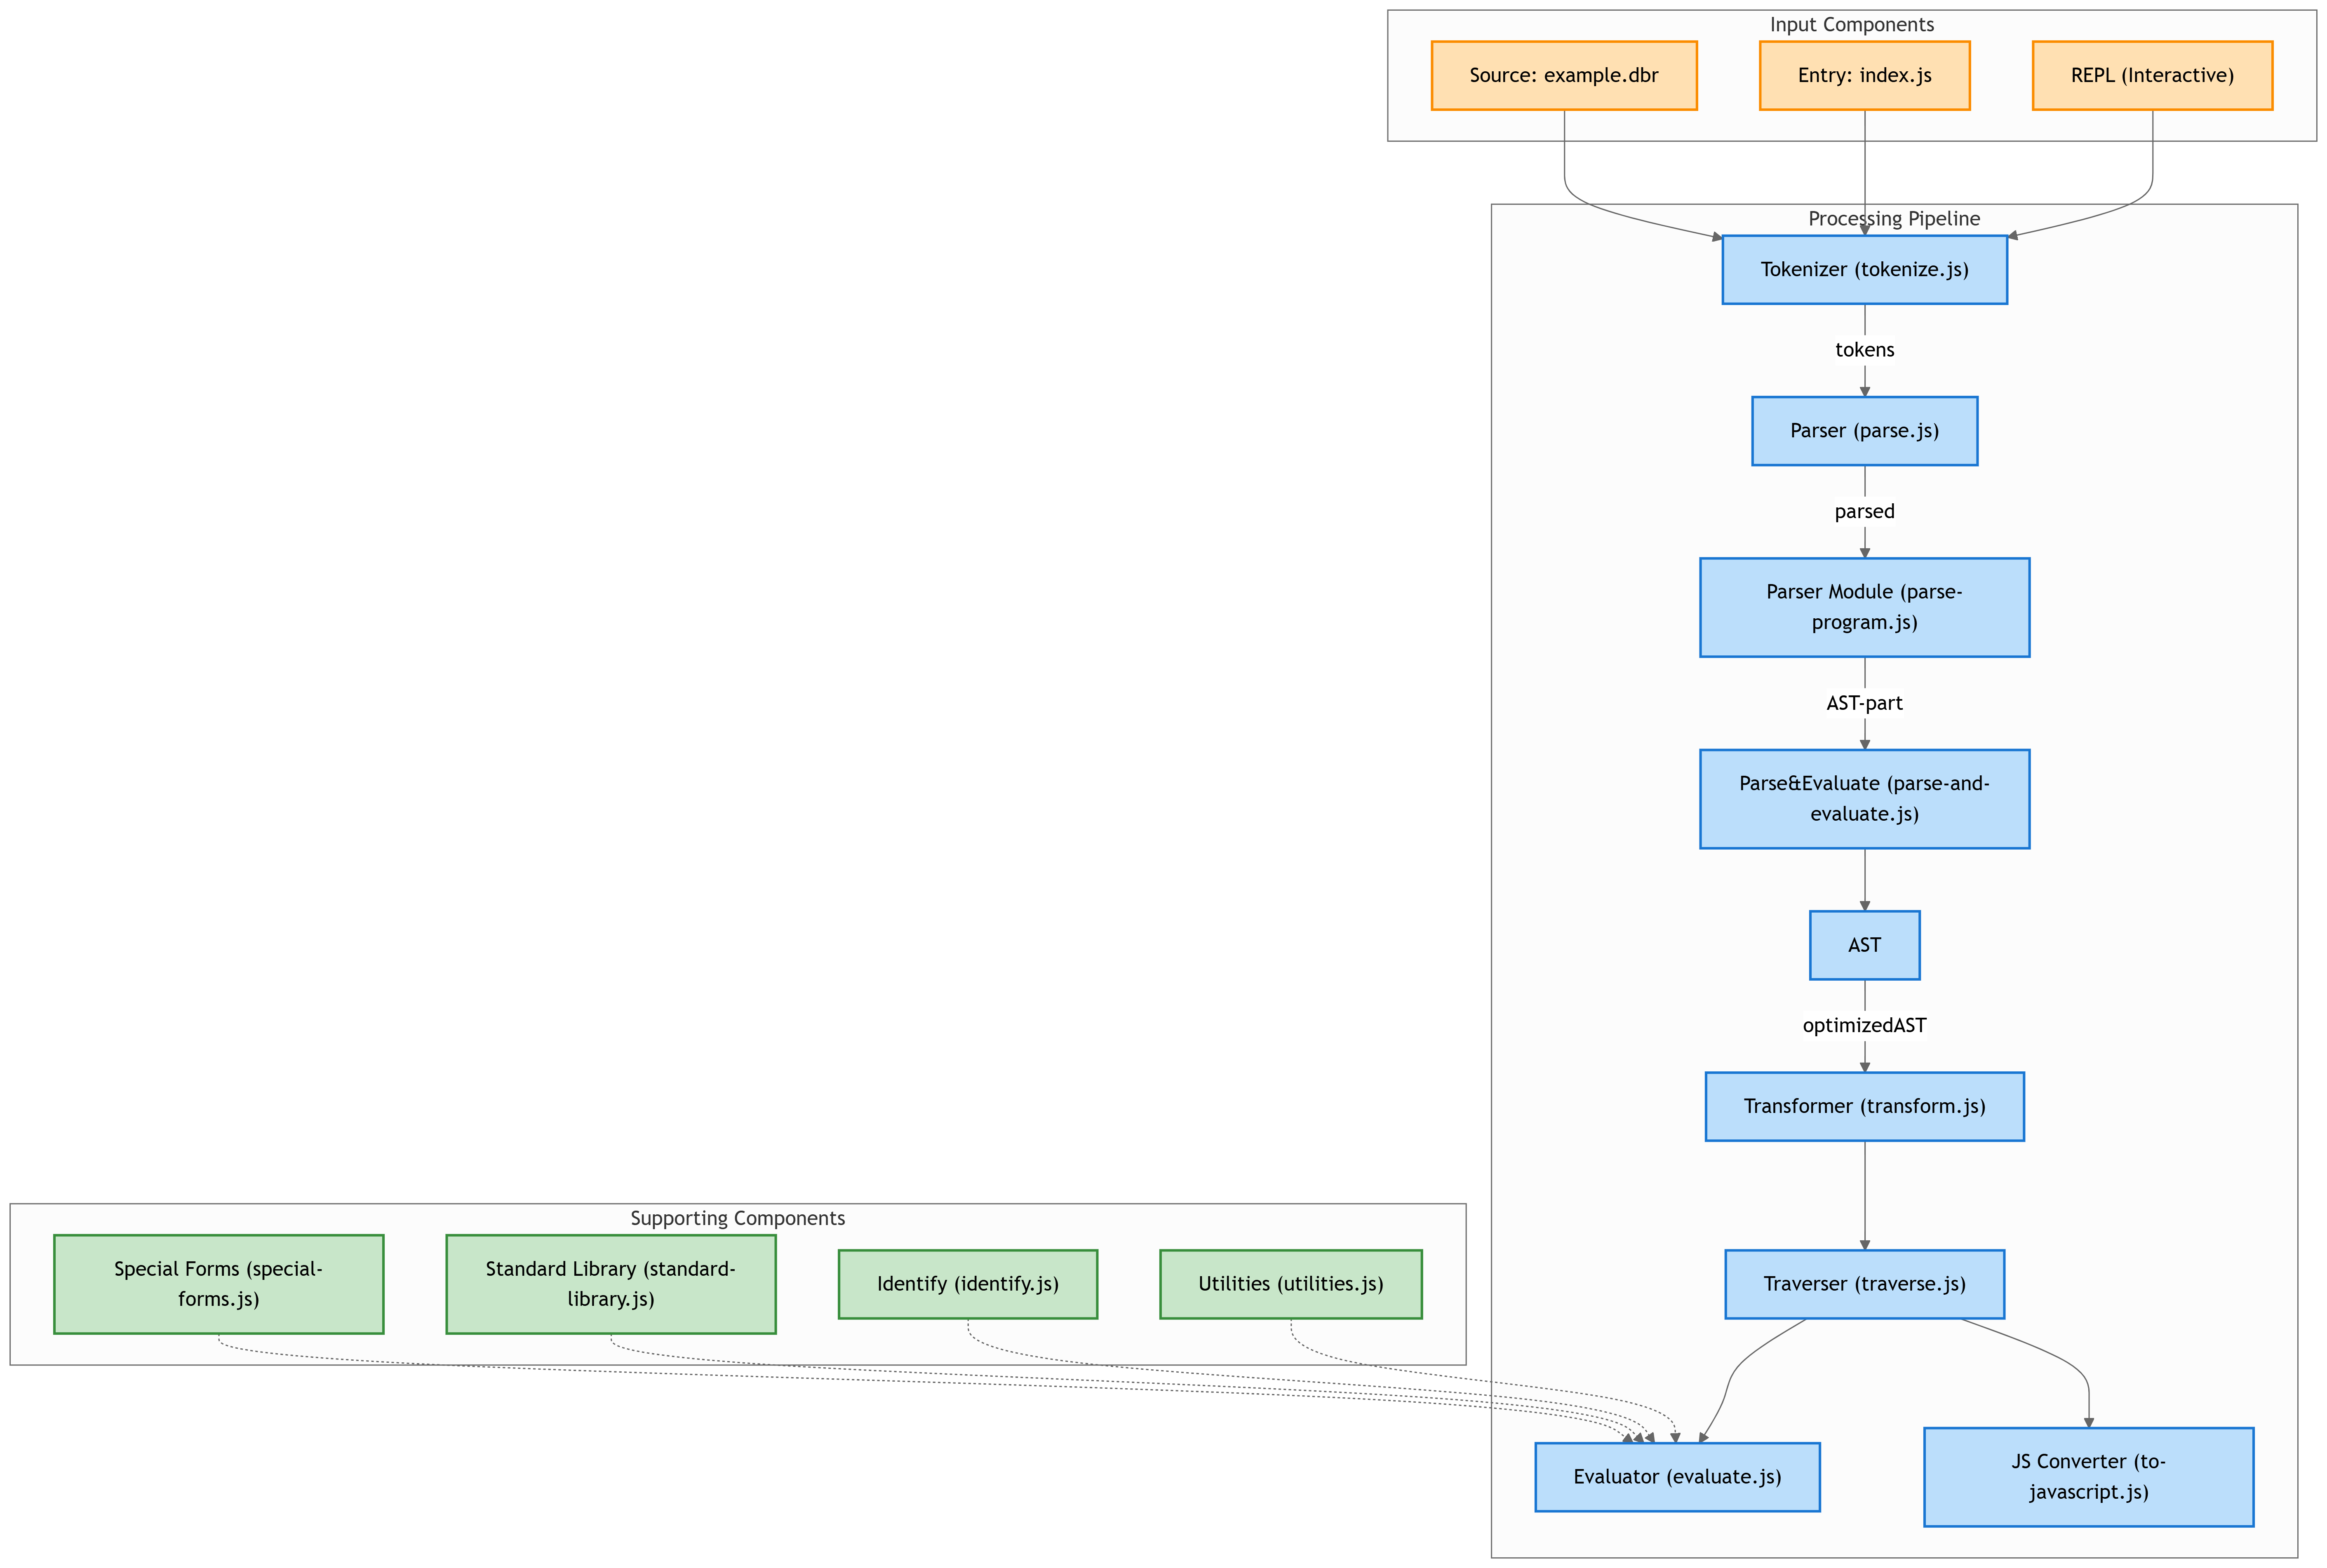 Input Components
Source: example.dbr
Entry: index.js
REPL (Interactive)
Processing Pipeline
Tokenizer (tokenize.js)
tokens
Parser (parse.js)
parsed
Parser Module (parse-
program.js)
AST-part
Parse&Evaluate (parse-and-
evaluate.js)
AST
optimizedAST
Transformer (transform.js)
Supporting Components
Special Forms (special-
forms.js)
Standard Library (standard-
library.js)
Identify (identify.js)
Utilities (utilities.js)
Traverser (traverse.js)
Evaluator (evaluate.js)
JS Converter (to-
javascript.js)